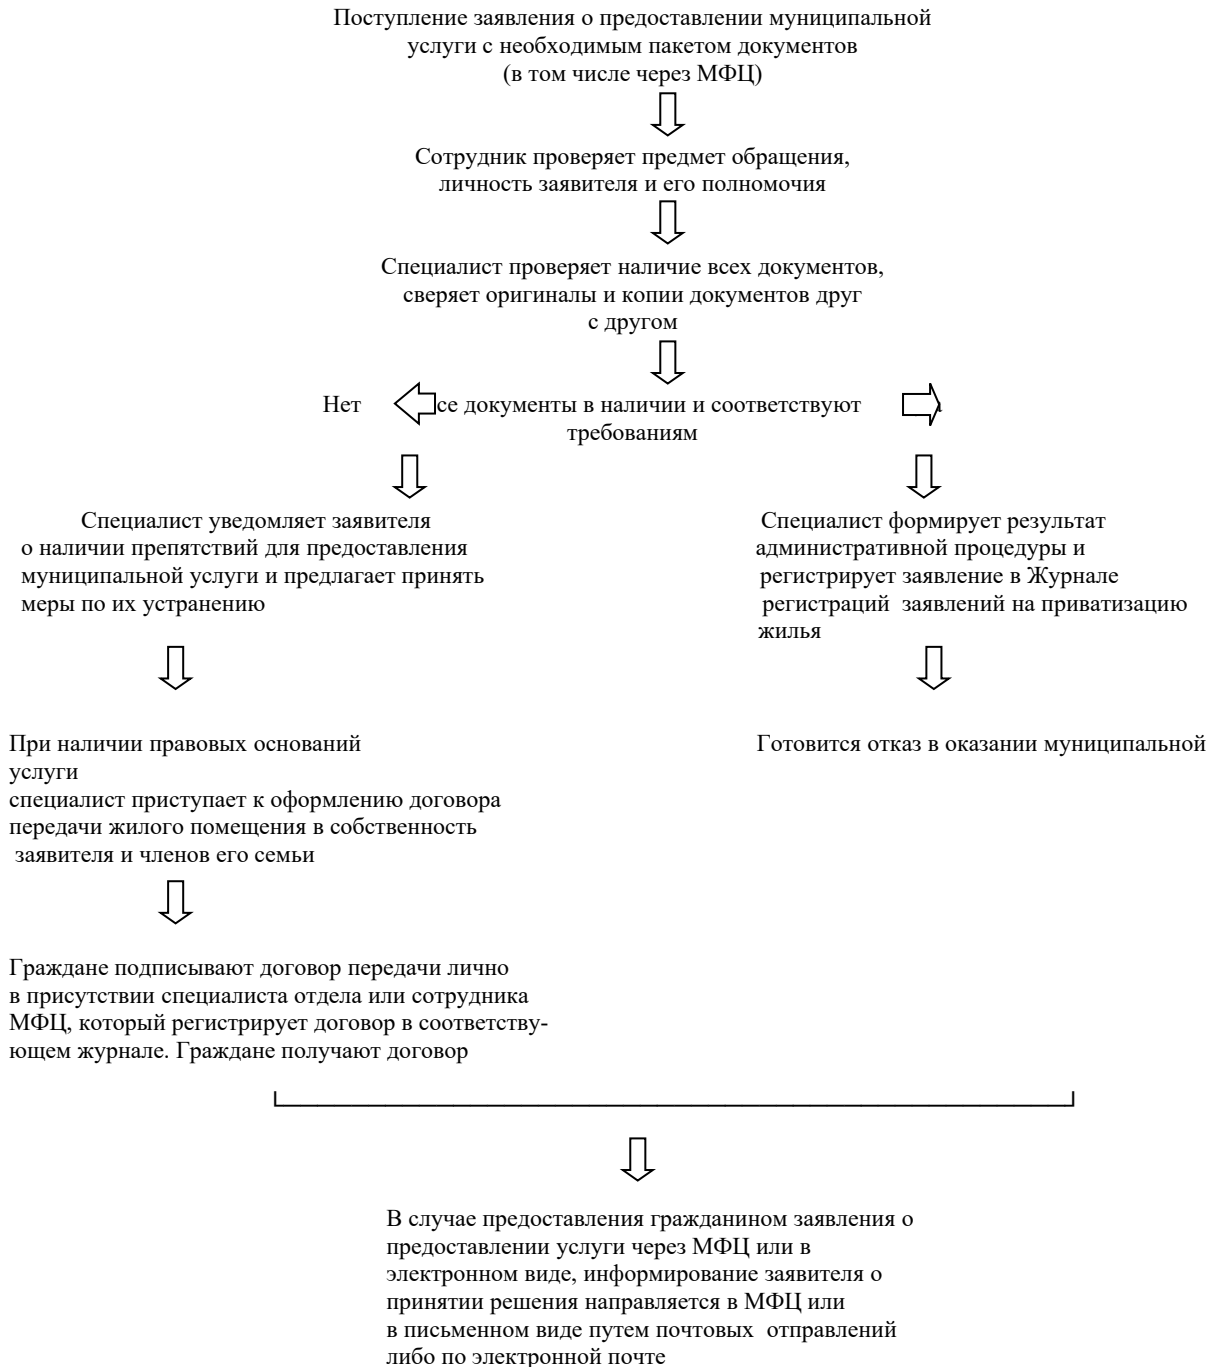 Поступление заявления о предоставлении муниципальной
услуги с необходимым пакетом документов
(в том числе через МФЦ)
Сотрудник проверяет предмет обращения,
личность заявителя и его полномочия
Специалист проверяет наличие всех документов,
сверяет оригиналы и копии документов друг
с другом
Нет
се документы в наличии и соответствуют
требованиям
Специалист уведомляет заявителя
о наличии препятствий для предоставления
муниципальной услуги и предлагает принять
меры по их устранению
Специалист формирует результат
административной процедуры и
регистрирует заявление в Журнале
регистраций заявлений на приватизацию
жилья
При наличии правовых оснований
услуги
специалист приступает к оформлению договора
передачи жилого помещения в собственность
заявителя и членов его семьи
Готовится отказ в оказании муниципальной
Граждане подписывают договор передачи лично
в присутствии специалиста отдела или сотрудника
МФЦ, который регистрирует договор в соответству-
ющем журнале. Граждане получают договор
В случае предоставления гражданином заявления о
предоставлении услуги через МФЦ или в
электронном виде, информирование заявителя о
принятии решения направляется в МФЦ или
в письменном виде путем почтовых отправлений
либо по электронной почте